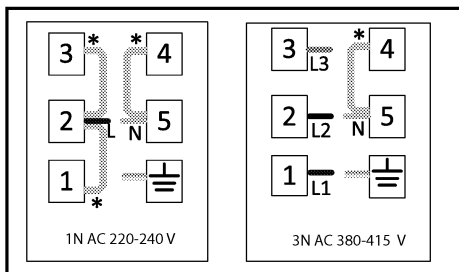 3 * * 4
2 L N 5
1 *
1N AC 220-240 V
3 L3 * 4
2 L2 N 5
1 L1
3N AC 380-415 V